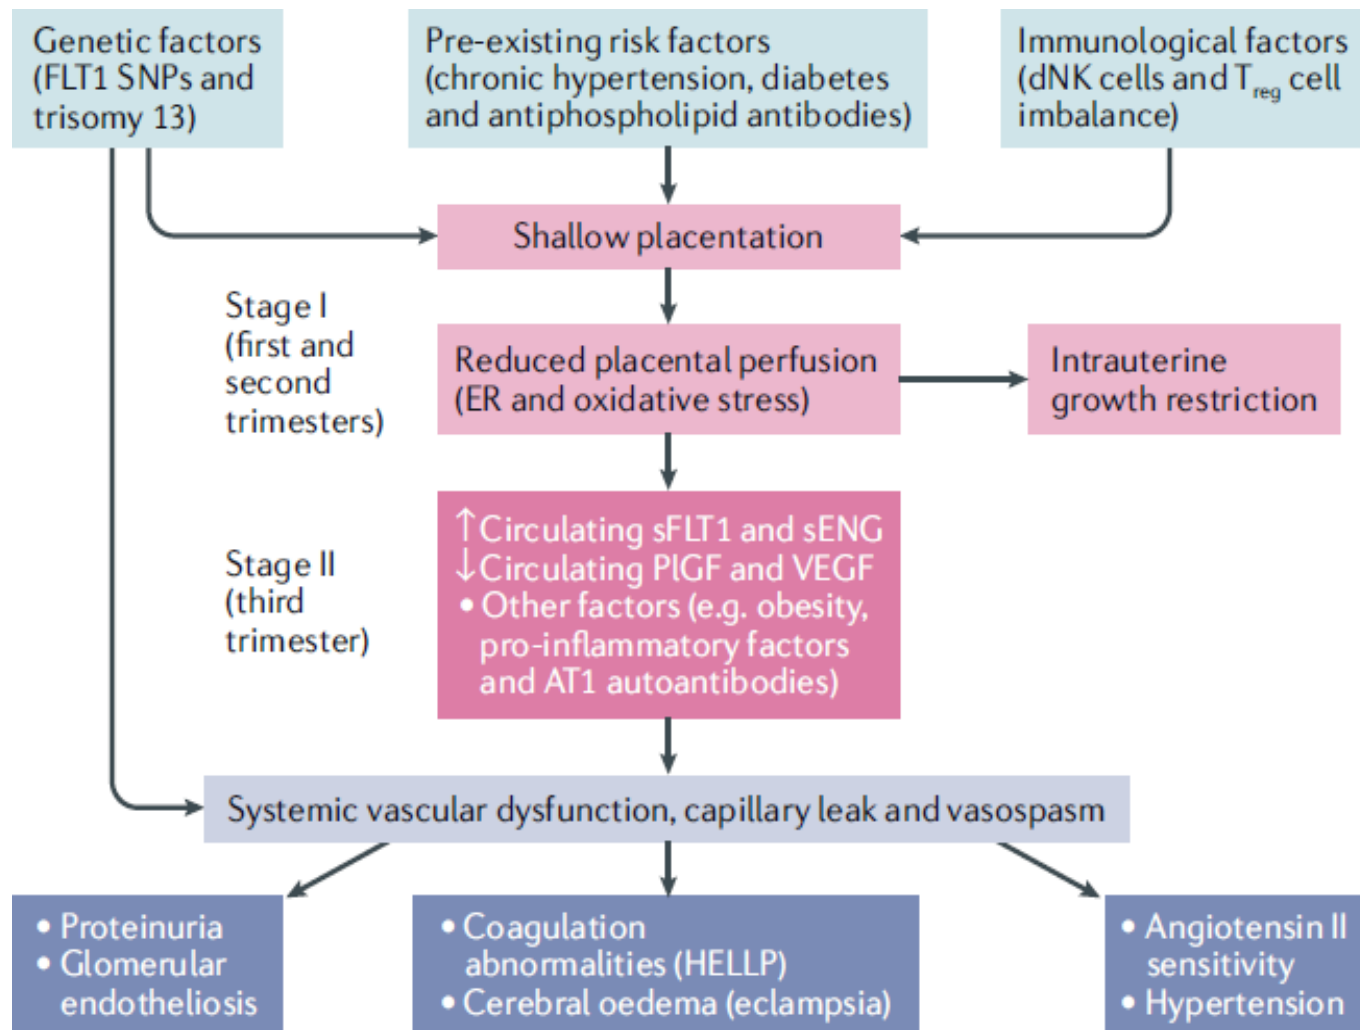 Genetic factors
(FLT1 SNPs and
trisomy 13)
Pre-existing risk factors
(chronic hypertension, diabetes
and antiphospholipid antibodies)
Immunological factors
(dNK cells and Treg cell
imbalance)
Shallow placentation
Stage I
(first and
second
trimesters)
Reduced placental perfusion
(ER and oxidative stress)
Intrauterine
growth restriction
Stage II
(third
trimester)
↑Circulating sFLT1 and sENG
↓Circulating PlGF and VEGF
• Other factors (e.g. obesity,
pro-inflammatory factors
and AT1 autoantibodies)
Systemic vascular dysfunction, capillary leak and vasospasm
• Proteinuria
• Glomerular
endotheliosis
• Coagulation
abnormalities (HELLP)
• Cerebral oedema (eclampsia)
• Angiotensin II
sensitivity
• Hypertension